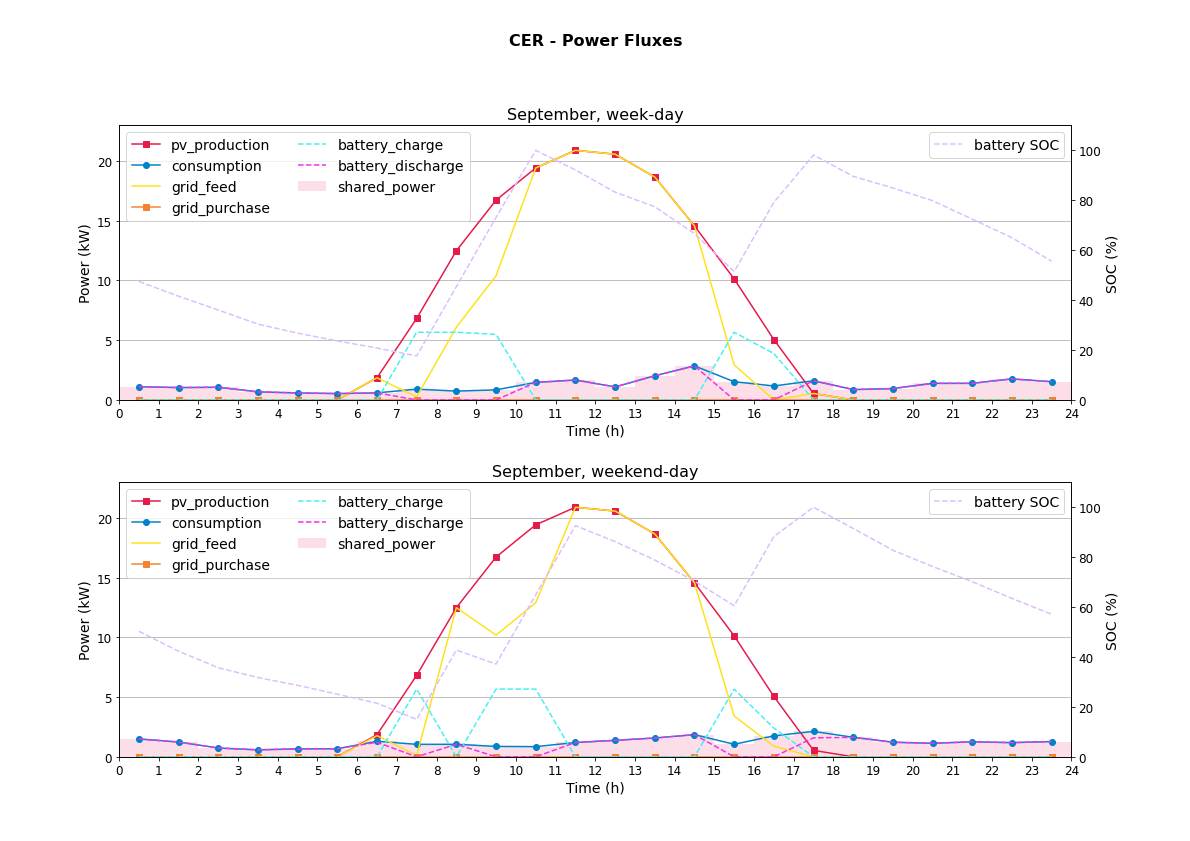 CER - Power Fluxes
September, week-day
pv_production
consumption
grid_feed
grid_purchase
battery_charge
battery_discharge
shared_power
battery SOC
Power (kW)
20
15
10
5
0
100
80
60
40
20
0
SOC (%)
0 1 2 3 4 5 6 7 8 9 10 11 12 13 14 15 16 17 18 19 20 21 22 23 24
Time (h)
September, weekend-day
pv_production
consumption
grid_feed
grid_purchase
battery_charge
battery_discharge
shared_power
battery SOC
Power (kW)
20
15
10
5
0
100
80
60
40
20
0
SOC (%)
0 1 2 3 4 5 6 7 8 9 10 11 12 13 14 15 16 17 18 19 20 21 22 23 24
Time (h)